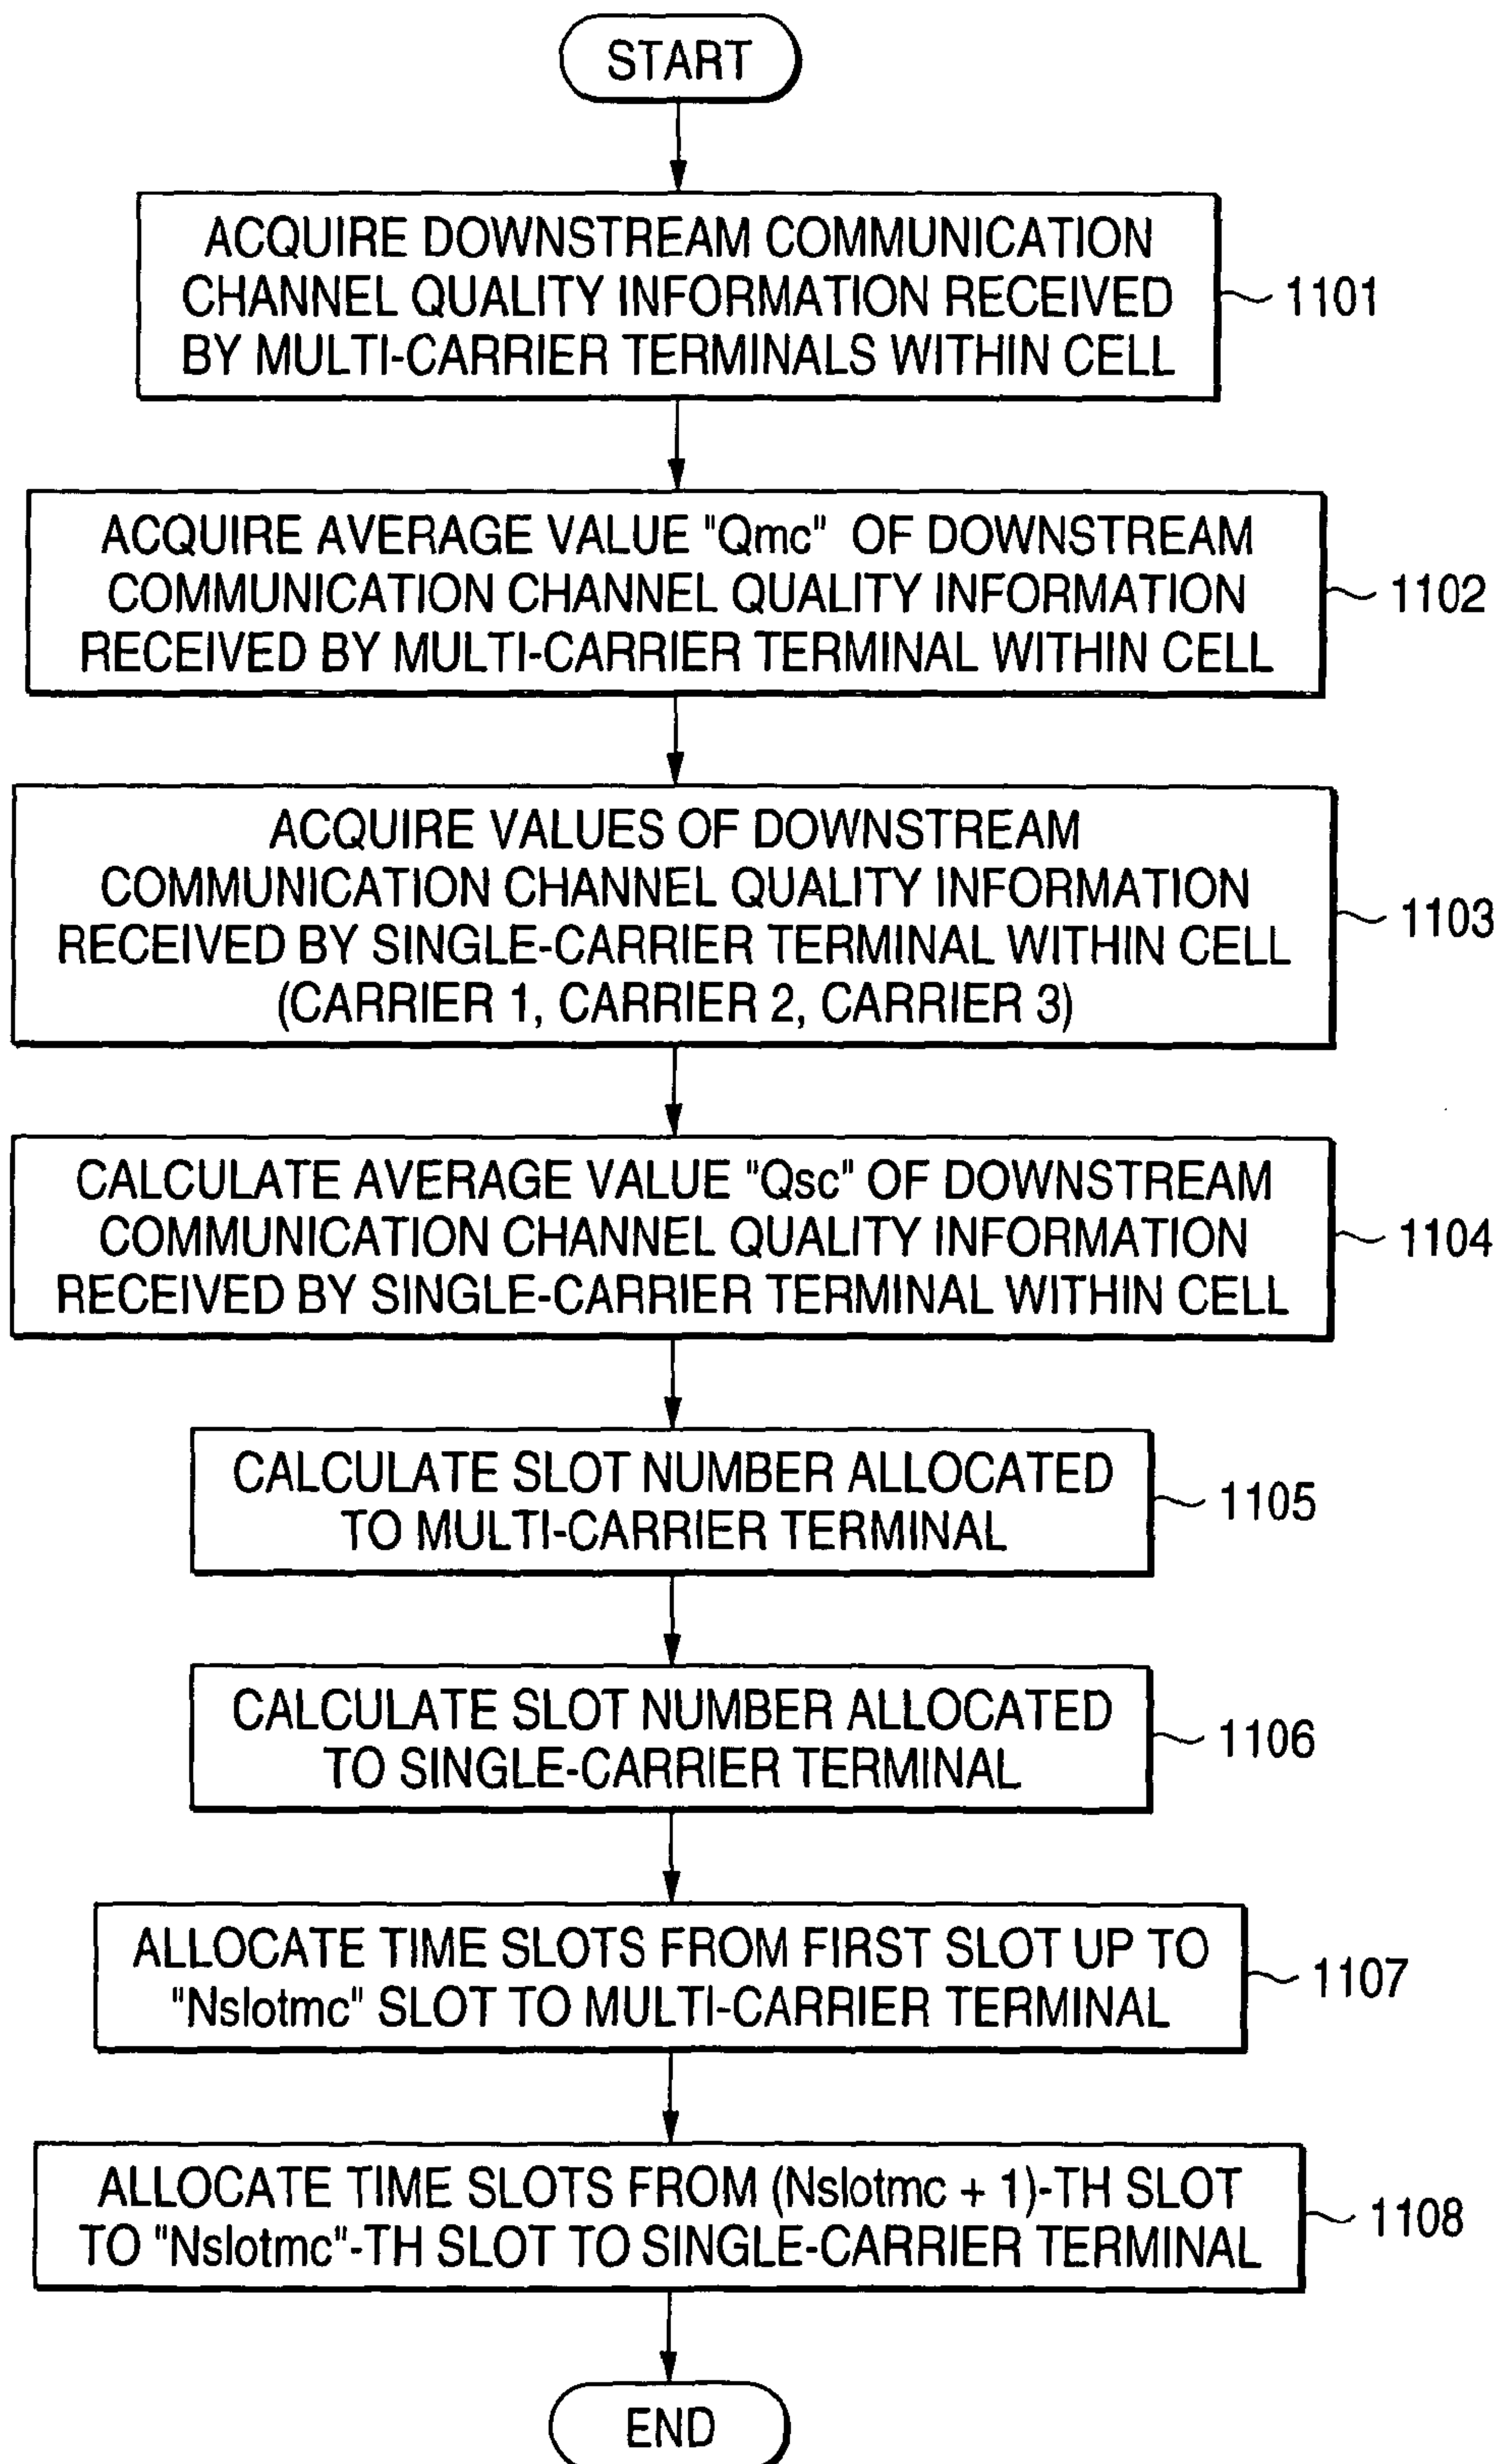 START
ACQUIRE DOWNSTREAM COMMUNICATION
CHANNEL QUALITY INFORMATION RECEIVED
BY MULTI-CARRIER TERMINALS WITHIN CELL
1101
ACQUIRE AVERAGE VALUE "Qmc" OF DOWNSTREAM
COMMUNICATION CHANNEL QUALITY INFORMATION
RECEIVED BY MULTI-CARRIER TERMINAL WITHIN CELL
1102
ACQUIRE VALUES OF DOWNSTREAM
COMMUNICATION CHANNEL QUALITY INFORMATION
RECEIVED BY SINGLE-CARRIER TERMINAL WITHIN CELL
(CARRIER 1, CARRIER 2, CARRIER 3)
1103
CALCULATE AVERAGE VALUE "Qsc" OF DOWNSTREAM
COMMUNICATION CHANNEL QUALITY INFORMATION
RECEIVED BY SINGLE-CARRIER TERMINAL WITHIN CELL
1104
CALCULATE SLOT NUMBER ALLOCATED
TO MULTI-CARRIER TERMINAL
1105
CALCULATE SLOT NUMBER ALLOCATED
TO SINGLE-CARRIER TERMINAL
1106
ALLOCATE TIME SLOTS FROM FIRST SLOT UP TO
"Nslotmc" SLOT TO MULTI-CARRIER TERMINAL
1107
ALLOCATE TIME SLOTS FROM (Nslotmc + 1)-TH SLOT
TO "Nslotmc"-TH SLOT TO SINGLE-CARRIER TERMINAL
1108
END